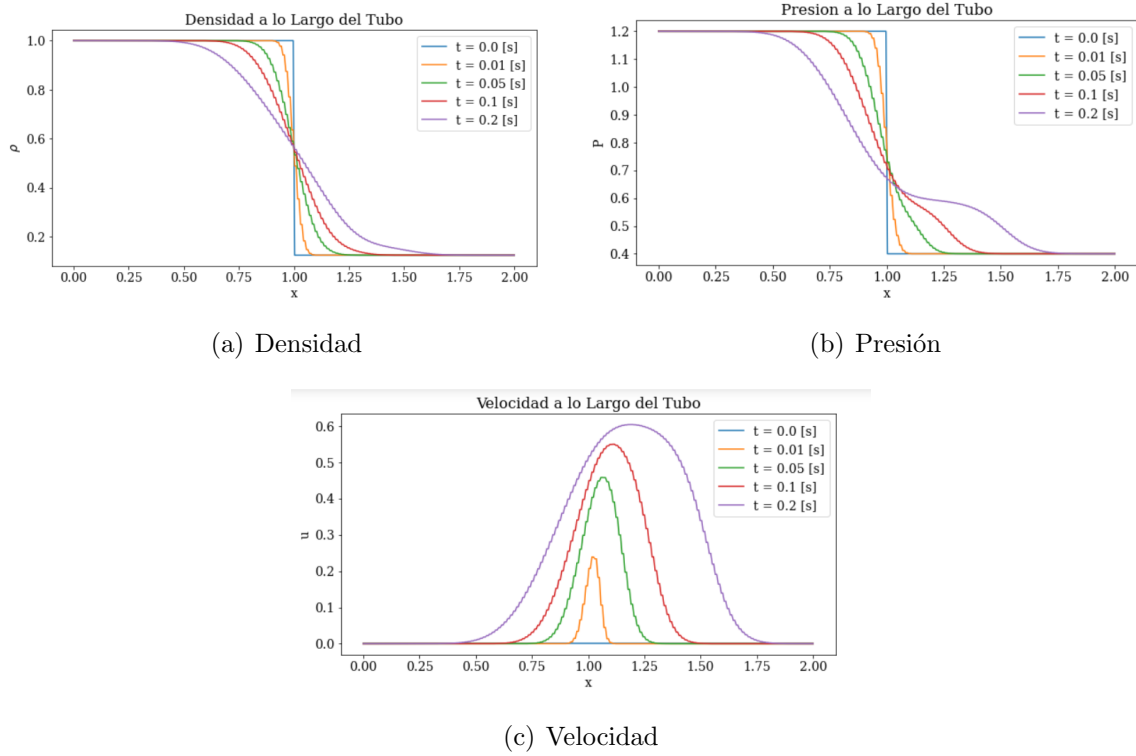 Densidad a lo Largo del Tubo
1.0
0.8
0.6
0.4
0.2
ρ
0.00 0.25 0.50 0.75 1.00 1.25 1.50 1.75 2.00
x
t = 0.0 [s]
t = 0.01 [s]
t = 0.05 [s]
t = 0.1 [s]
t = 0.2 [s]
(a) Densidad
Presion a lo Largo del Tubo
1.2
1.1
1.0
0.9
0.8
0.7
0.6
0.5
0.4
P
0.00 0.25 0.50 0.75 1.00 1.25 1.50 1.75 2.00
x
t = 0.0 [s]
t = 0.01 [s]
t = 0.05 [s]
t = 0.1 [s]
t = 0.2 [s]
(b) Presión
Velocidad a lo Largo del Tubo
0.6
0.5
0.4
0.3
0.2
0.1
0.0
u
0.00 0.25 0.50 0.75 1.00 1.25 1.50 1.75 2.00
x
t = 0.0 [s]
t = 0.01 [s]
t = 0.05 [s]
t = 0.1 [s]
t = 0.2 [s]
(c) Velocidad